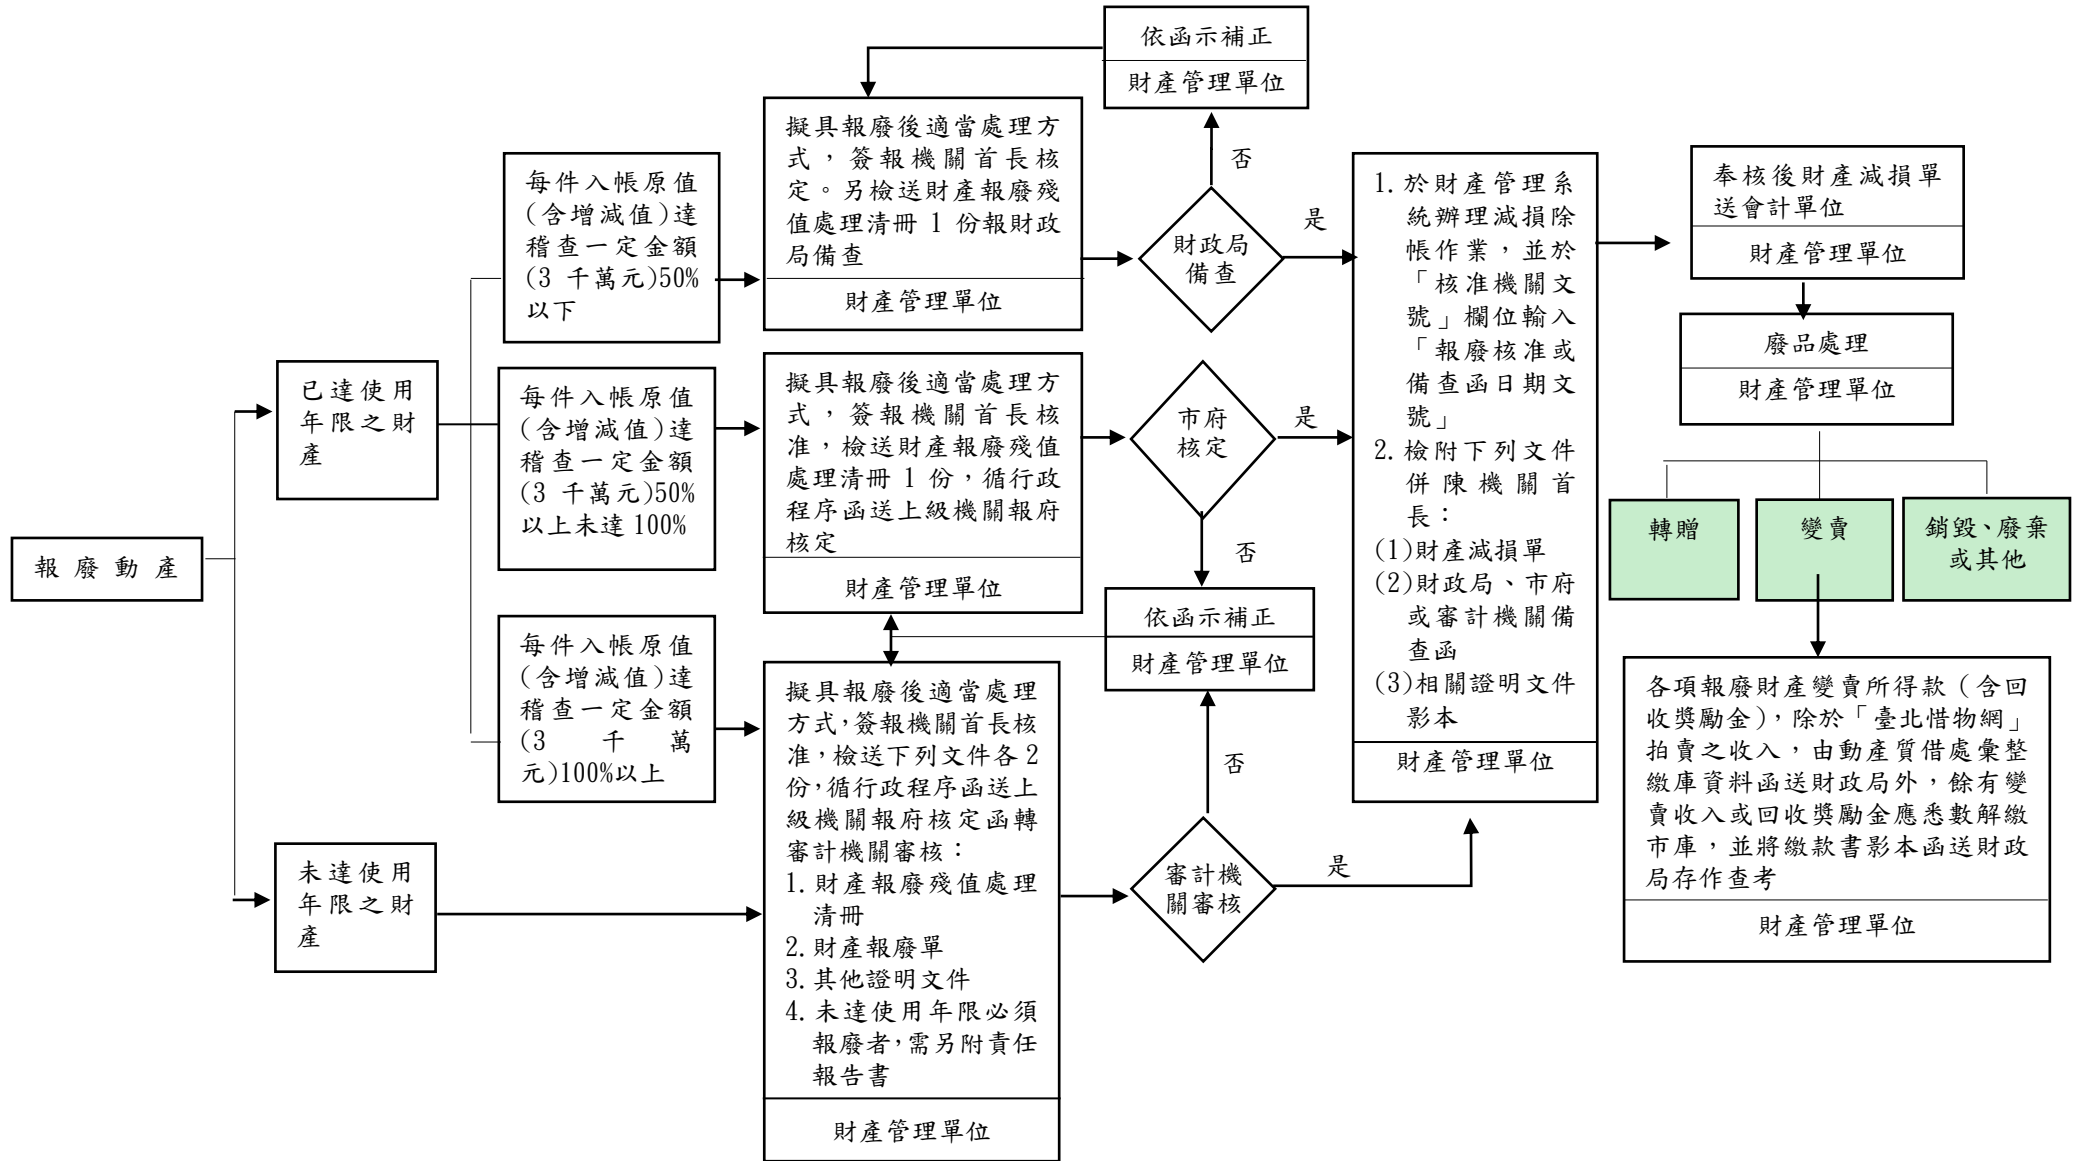 報廢動產
已達使用
年限之財
產
未達使用
年限之財
產
每件入帳原值
(含增減值)達
稽查一定金額
(3 千萬元)50%
以下
每件入帳原值
(含增減值)達
稽查一定金額
(3 千萬元)50%
以上未達 100%
每件入帳原值
(含增減值)達
稽查一定金額
(3 千 萬
元)100%以上
擬具報廢後適當處理方
式，簽報機關首長核
定。另檢送財產報廢殘
值處理清冊 1 份報財政
局備查
財產管理單位
擬具報廢後適當處理方
式，簽報機關首長核
准，檢送財產報廢殘值
處理清冊 1 份，循行政
程序函送上級機關報府
核定
財產管理單位
擬具報廢後適當處理
方式，簽報機關首長核
准，檢送下列文件各 2
份，循行政程序函送上
級機關報府核定函轉
審計機關審核：
1. 財產報廢殘值處理
清冊
2. 財產報廢單
3. 其他證明文件
4. 未達使用年限必須
報廢者，需另附責任
報告書
財產管理單位
依函示補正
財產管理單位
否
財政局
備查
是
市府
核定
是
否
依函示補正
財產管理單位
否
審計機
關審核
是
1. 於財產管理系
統辦理減損除
帳作業，並於
「核准機關文
號」欄位輸入
「報廢核准或
備查函日期文
號」
2. 檢附下列文件
併陳機關首
長：
(1)財產減損單
(2)財政局、市府
或審計機關備
查函
(3)相關證明文件
影本
財產管理單位
奉核後財產減損單
送會計單位
財產管理單位
廢品處理
財產管理單位
轉贈
變賣
銷毀、廢棄
或其他
各項報廢財產變賣所得款（含回
收獎勵金），除於「臺北惜物網」
拍賣之收入，由動產質借處彙整
繳庫資料函送財政局外，餘有變
賣收入或回收獎勵金應悉數解繳
市庫，並將繳款書影本函送財政
局存作查考
財產管理單位